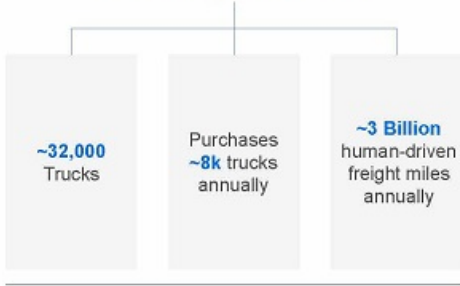 ~32,000
Trucks
Purchases
~8k trucks
annually
~3 Billion
human-driven
freight miles
annually